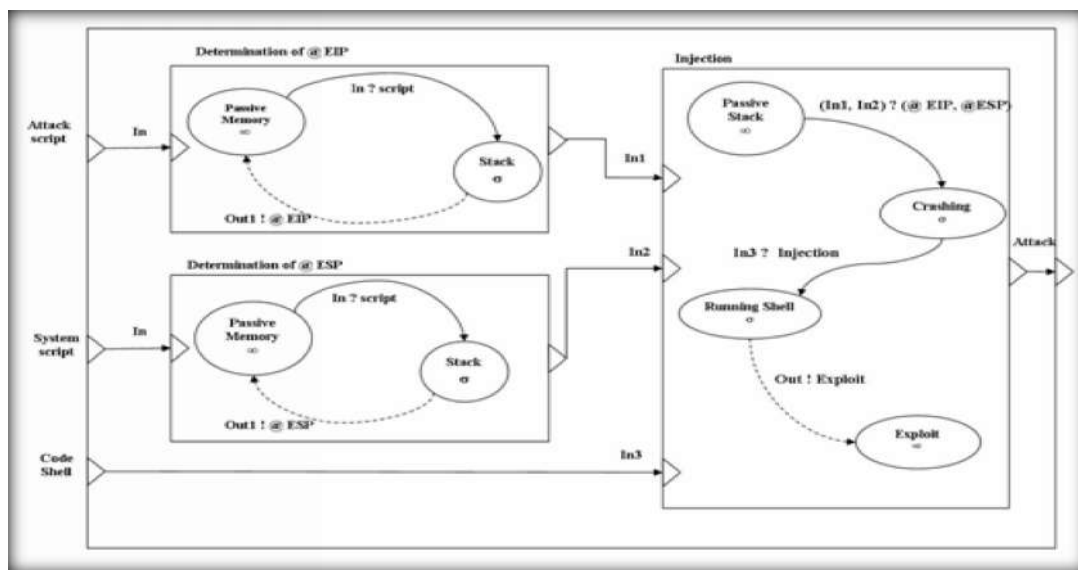 Determination of @ EIP
Attack
script
In
Passive
Memory
∞
In ? script
Stack
σ
Out1 ! @ EIP
In1
Determination of @ ESP
System
script
In
Passive
Memory
∞
In ? script
Stack
σ
Out1 ! @ ESP
In2
Code
Shell
In3
Injection
Passive
Stack
∞
(In1, In2) ? (@ EIP, @ESP)
Crashing
σ
In3 ? Injection
Running Shell
σ
Out ! Exploit
Exploit
∞
Attack